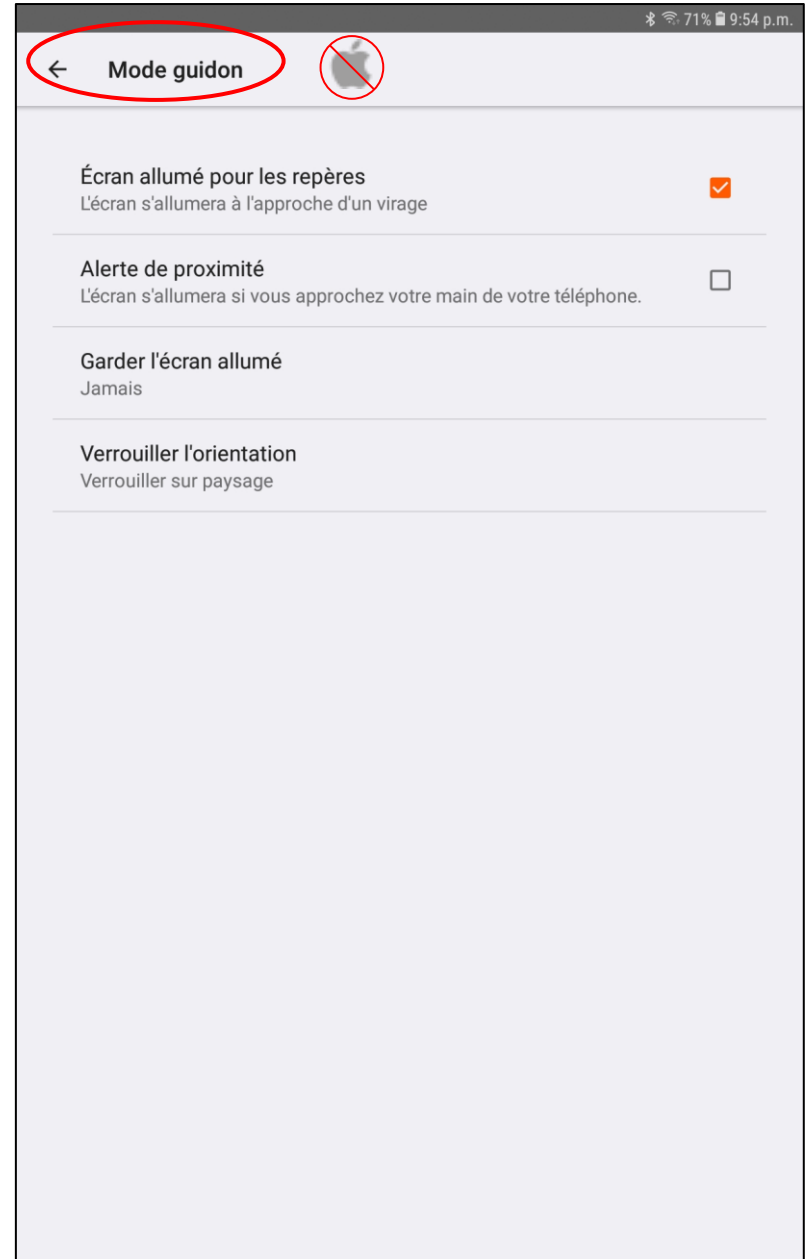 71% 9:54 p.m.
Mode guidon
Écran allumé pour les repères
L'écran s'allumera à l'approche d'un virage
Alerte de proximité
L'écran s'allumera si vous approchez votre main de votre téléphone.
Garder l'écran allumé
Jamais
Verrouiller l'orientation
Verrouiller sur paysage